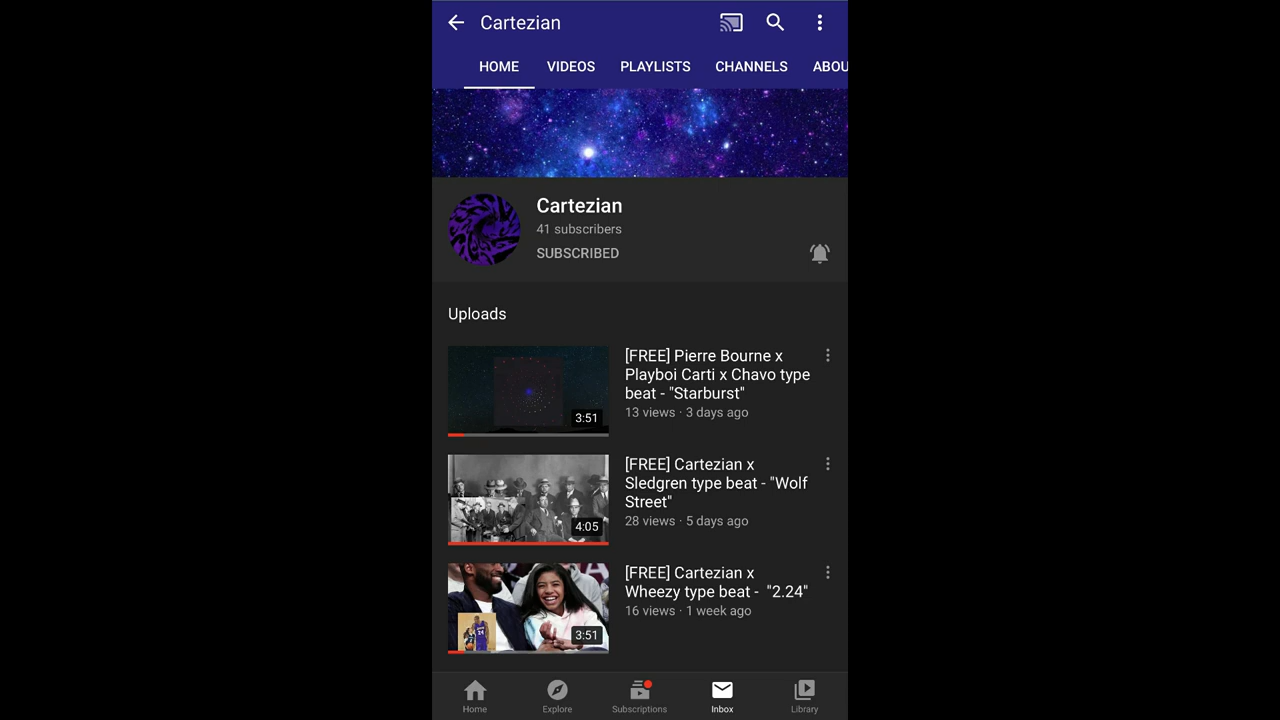 Cartezian
HOME VIDEOS PLAYLISTS CHANNELS ABOU
Cartezian
41 subscribers
SUBSCRIBED
Uploads
[FREE] Pierre Bourne x
Playboi Carti x Chavo type
beat - "Starburst"
13 views · 3 days ago
3:51
[FREE] Cartezian x
Sledgren type beat - "Wolf
Street"
28 views · 5 days ago
4:05
[FREE] Cartezian x
Wheezy type beat -  "2.24"
16 views · 1 week ago
3:51
Home Explore Subscriptions Inbox Library